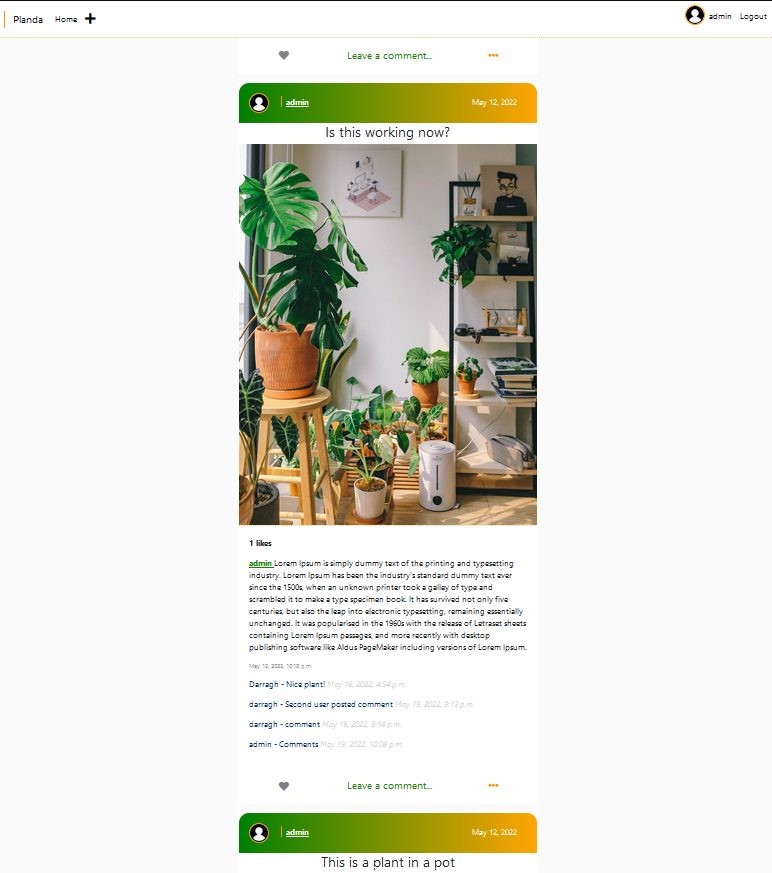 Planda Home admin Logout
Leave a comment...
admin May 12, 2022
Is this working now?
1 likes
admin Lorem Ipsum is simply dummy text of the printing and typesetting
industry. Lorem Ipsum has been the industry's standard dummy text ever
since the 1500s, when an unknown printer took a galley of type and
scrambled it to make a type specimen book. It has survived not only five
centuries, but also the leap into electronic typesetting, remaining essentially
unchanged. It was popularised in the 1960s with the release of Letraset sheets
containing Lorem Ipsum passages, and more recently with desktop
publishing software like Aldus PageMaker including versions of Lorem Ipsum.
May 12, 2022, 10:18 p.m.
Darragh - Nice plant! May 16, 2022, 4:54 p.m.
darragh - Second user posted comment May 19, 2022, 9:13 p.m.
darragh - comment May 19, 2022, 9:14 p.m.
admin - Comments May 19, 2022, 10:08 p.m.
Leave a comment...
admin May 12, 2022
This is a plant in a pot